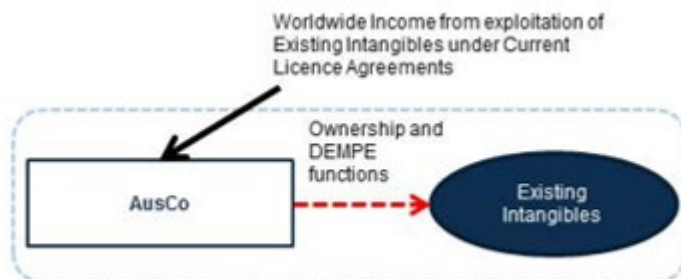 Worldwide Income from exploitation of
Existing Intangibles under Current
Licence Agreements
Ownership and
DEMPE
functions
AusCo
Existing
Intangibles